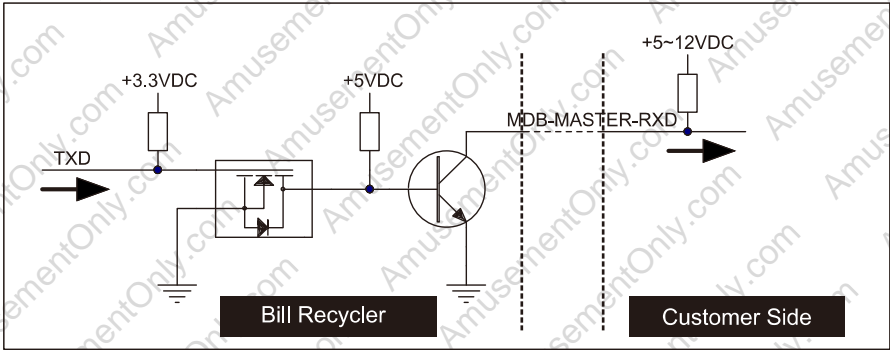 +5~12VDC
+3.3VDC
+5VDC
MDB-MASTER-RXD
TXD
Bill Recycler
Customer Side
AmusementOnly.com